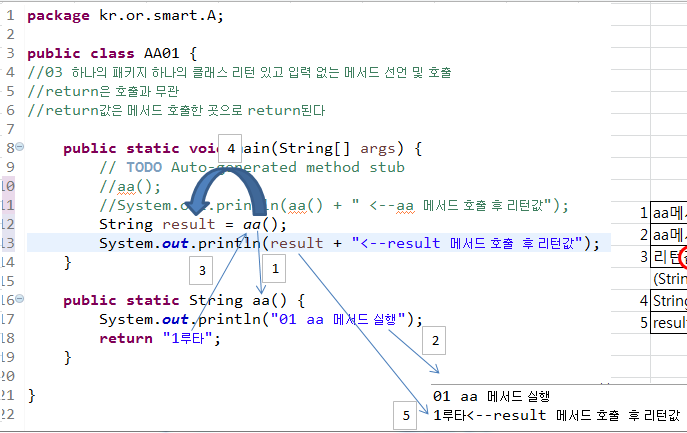 1 package kr.or.smart.A;
2
3 public class AA01 {
4 //03 하나의 패키지 하나의 클래스 리턴 있고 입력 없는 메서드 선언 및 호출
5 //return은 호출과 무관
6 //return값은 메서드 호출한 곳으로 return된다
7
8 public static voi ain(String[] args) {
9 // TODO Auto-generated method stub
10 //aa();
11 //System.out.println(aa() + " <--aa 메서드 호출 후 리턴값");
12 String result = aa();
13 System.out.println(result + "<--result 메서드 호출 후 리턴값");
14 }
15
16 public static String aa() {
17 System.out.println("01 aa 메서드 실행");
18 return "1루타";
19 }
20
21 }
22
4
3
1
2
5
01 aa 메서드 실행
1루타<--result 메서드 호출 후 리턴값
1 aa메
2 aa메
3 리턴
(Strin
4 String
5 result